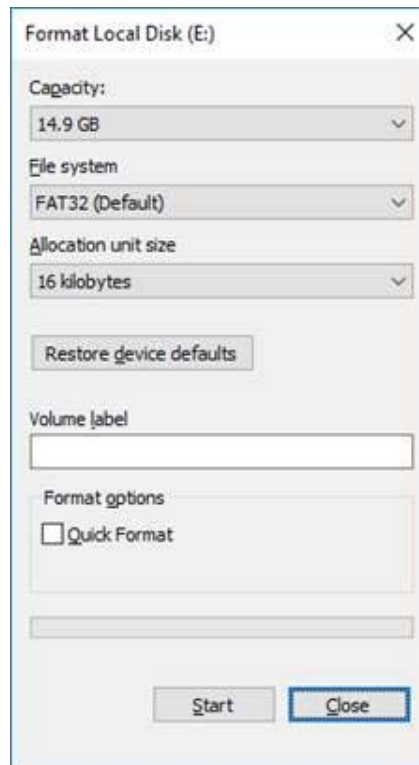 Format Local Disk (E:)
Capacity:
14.9 GB
File system
FAT32 (Default)
Allocation unit size
16 kilobytes
Restore device defaults
Volume label
Format options
Quick Format
Start
Close